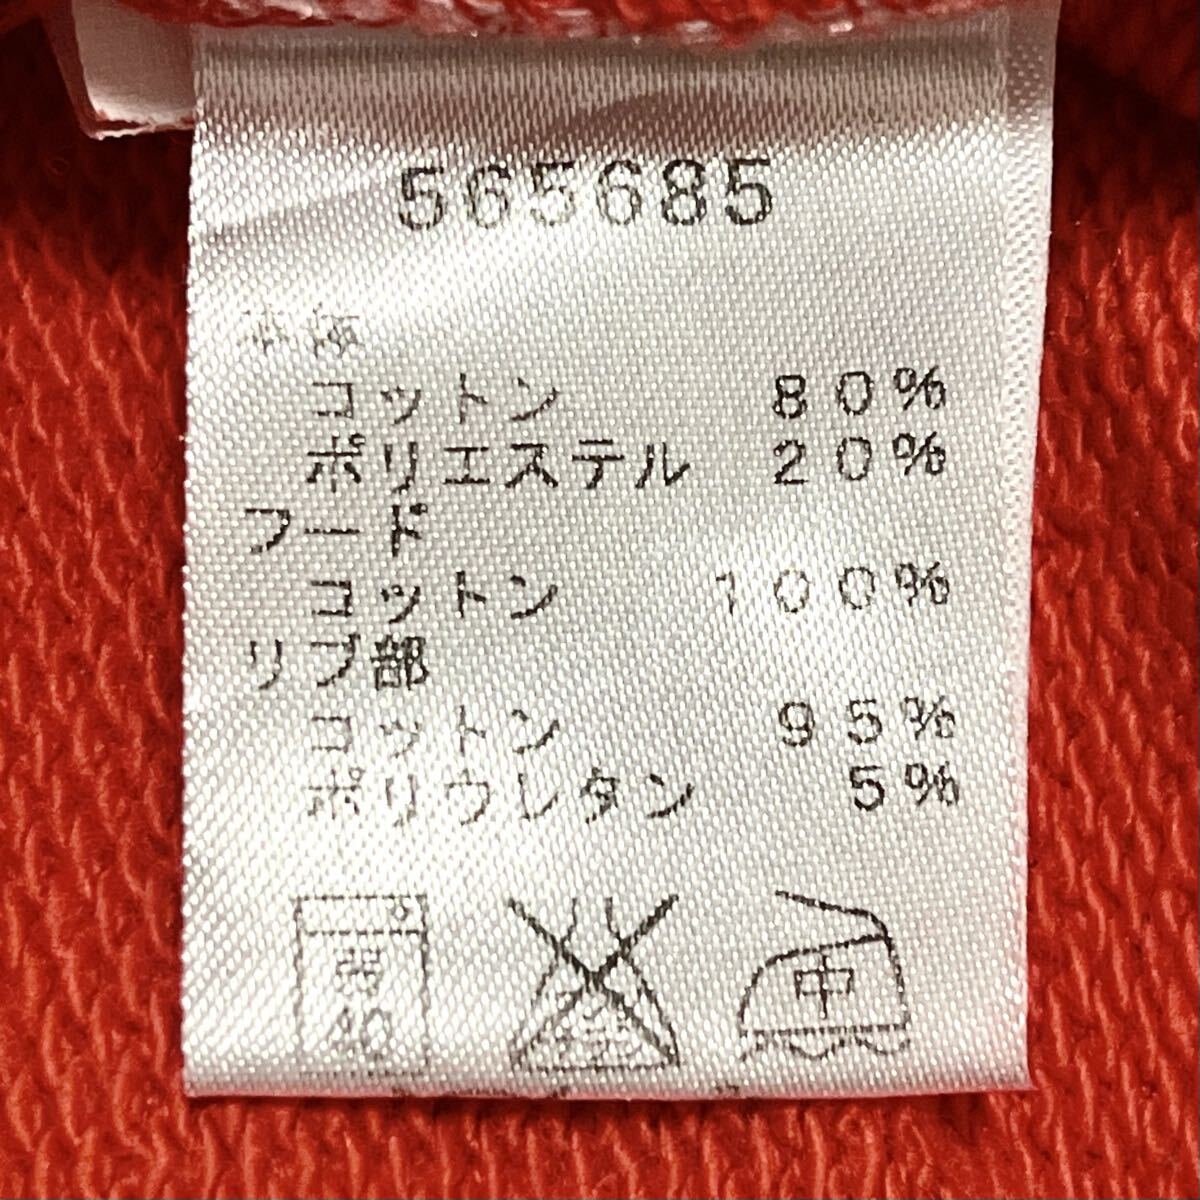 565685
本体
コットン 80%
ポリエステル 20%
フード
コットン 100%
リブ部
コットン 95%
ポリウレタン 5%
弱
40
中